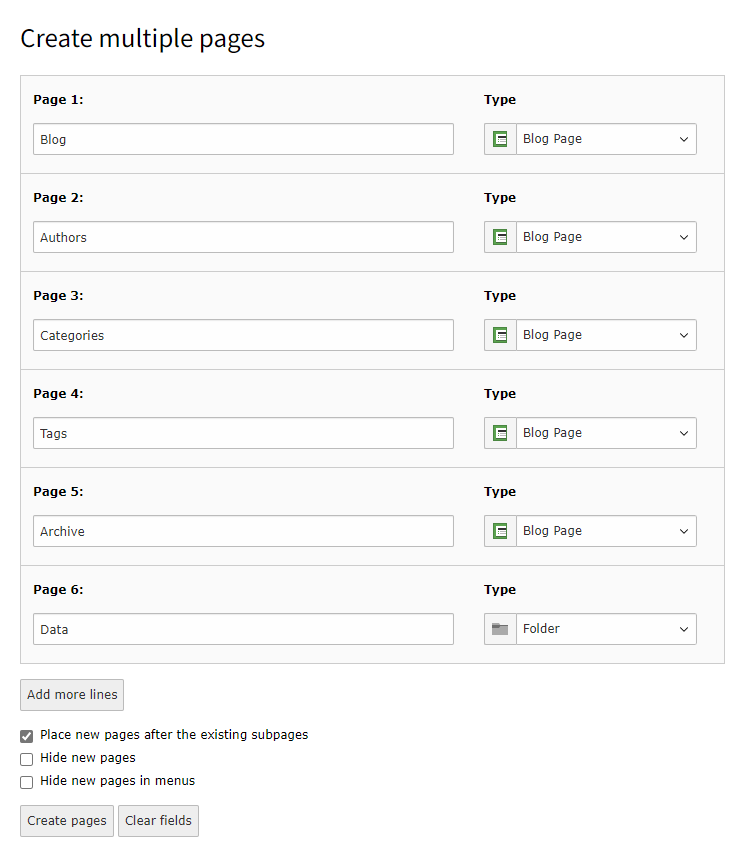 Create multiple pages
Page 1: Type
Blog Blog Page
Page 2: Type
Authors Blog Page
Page 3: Type
Categories Blog Page
Page 4: Type
Tags Blog Page
Page 5: Type
Archive Blog Page
Page 6: Type
Data Folder
Add more lines
Place new pages after the existing subpages
Hide new pages
Hide new pages in menus
Create pages Clear fields